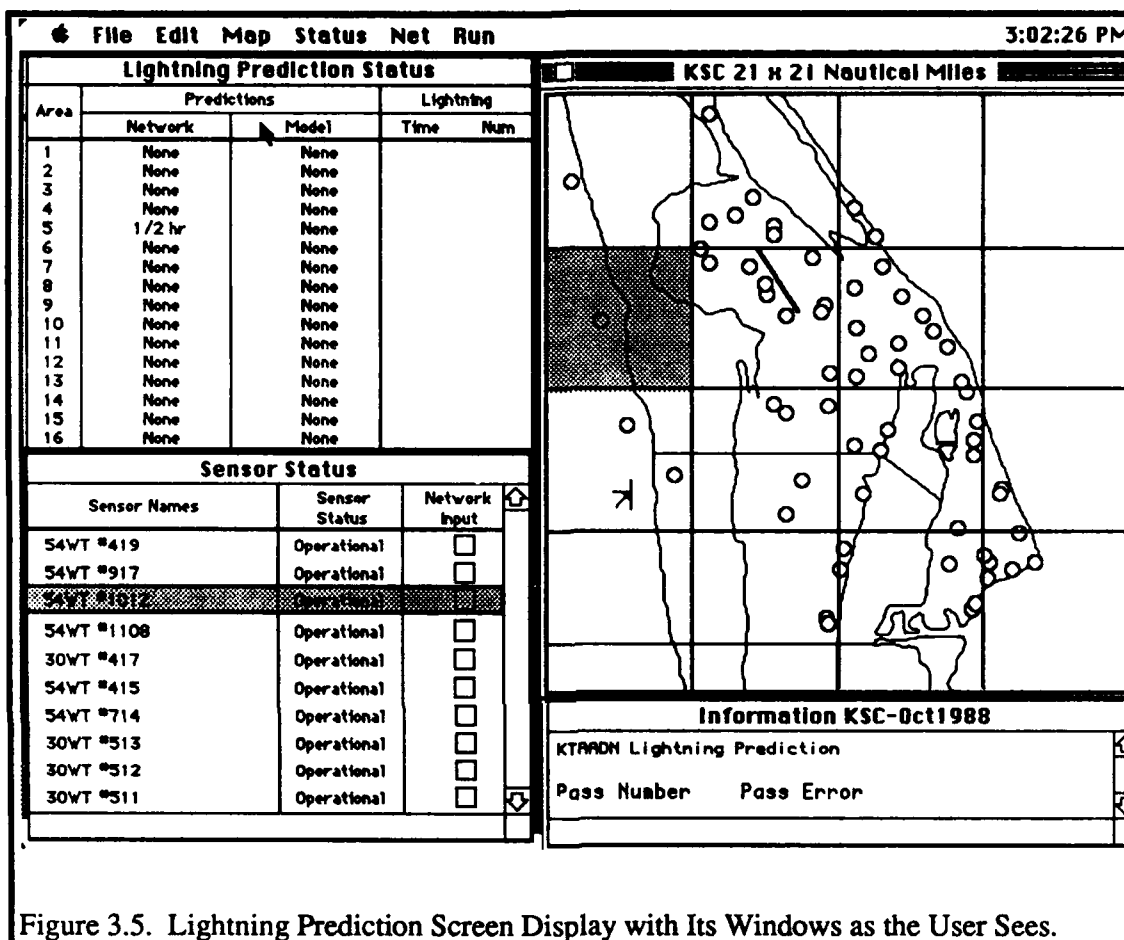 File Edit Map Status Net Run 3:02:26 PM
Lightning Prediction Status
Area Predictions Lightning
Network Model Time Num
1 None None
2 None None
3 None None
4 None None
5 1/2 hr None
6 None None
7 None None
8 None None
9 None None
10 None None
11 None None
12 None None
13 None None
14 None None
15 None None
16 None None
Sensor Status
Sensor Names Sensor Status Network Input
54WT #419 Operational
54WT #917 Operational
54WT #1012 Operational
54WT #1108 Operational
30WT #417 Operational
54WT #415 Operational
54WT #714 Operational
30WT #513 Operational
30WT #512 Operational
30WT #511 Operational
KSC 21 x 21 Nautical Miles
Information KSC-Oct1988
KTAADN Lightning Prediction
Pass Number Pass Error
Figure 3.5. Lightning Prediction Screen Display with Its Windows as the User Sees.